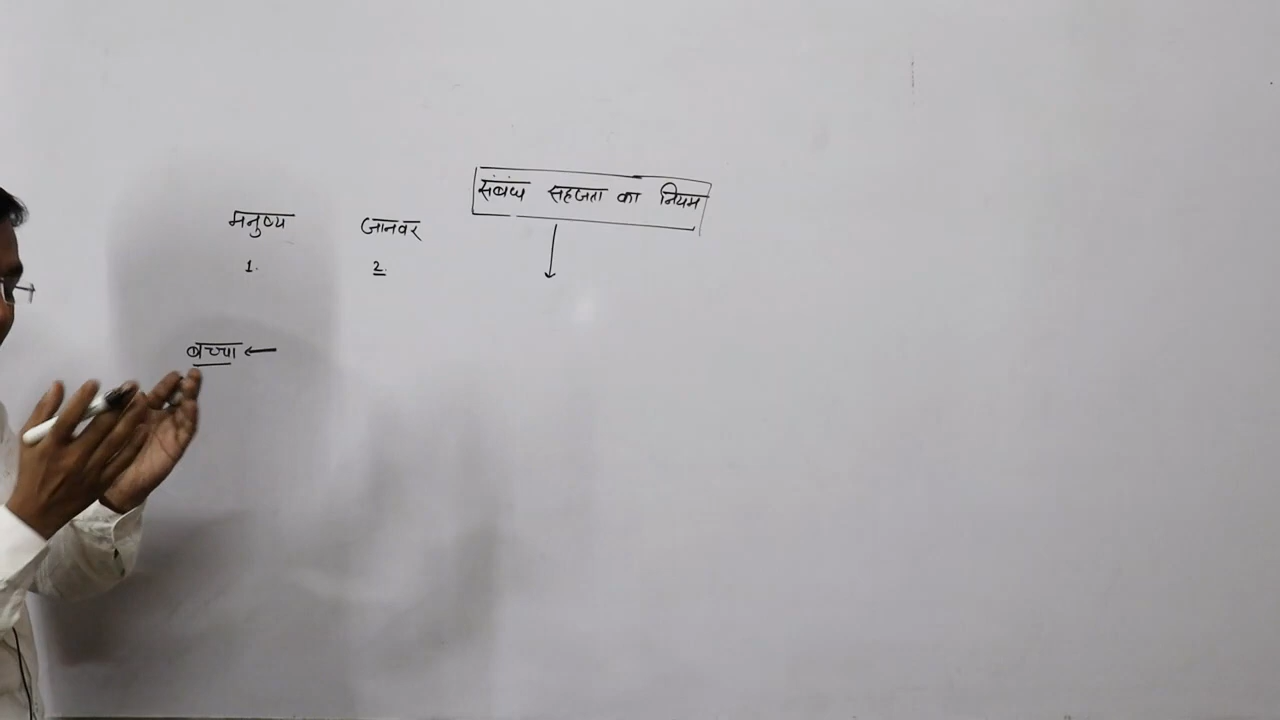 संबंध सहजता का नियम
मनुष्य जानवर
1. 2.
बच्चा